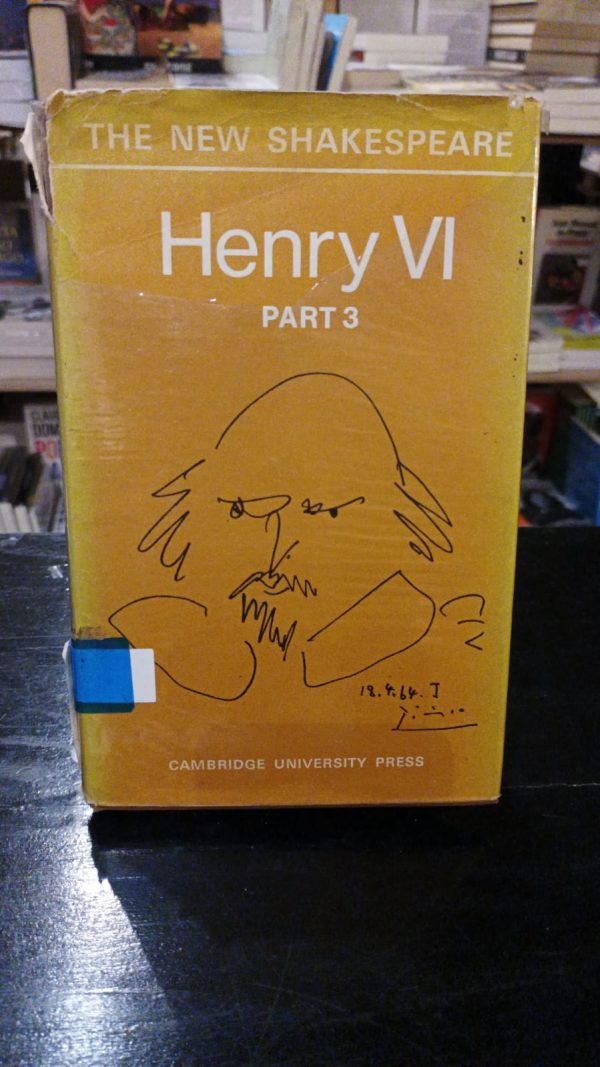 THE NEW SHAKESPEARE
Henry VI
PART 3
18.4.64. I
CAMBRIDGE UNIVERSITY PRESS